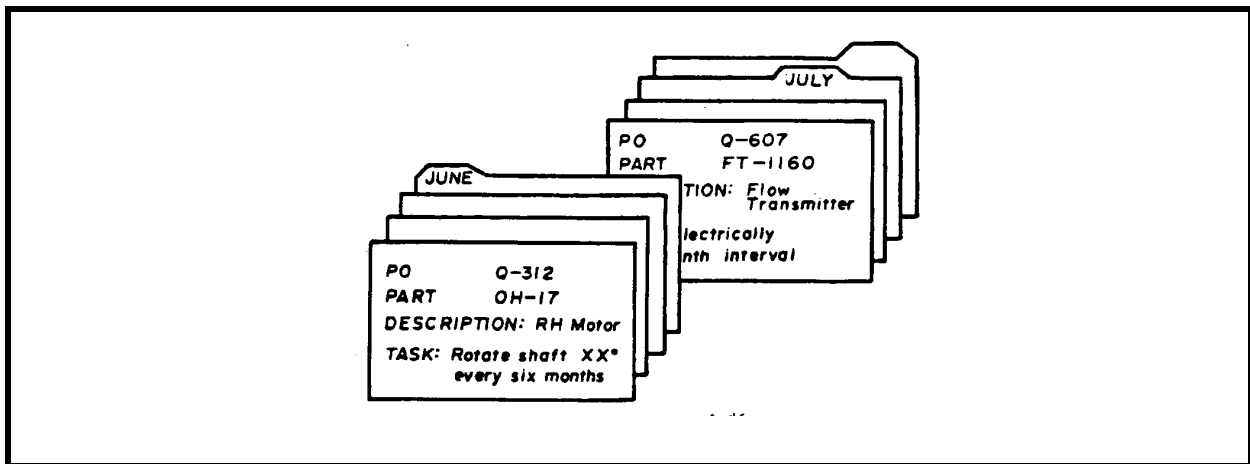 JULY
PO Q-607
PART FT-1160
TION: Flow
Transmitter
lectrically
nth interval
JUNE
PO Q-312
PART OH-17
DESCRIPTION: RH Motor
TASK: Rotate shaft XX°
every six months